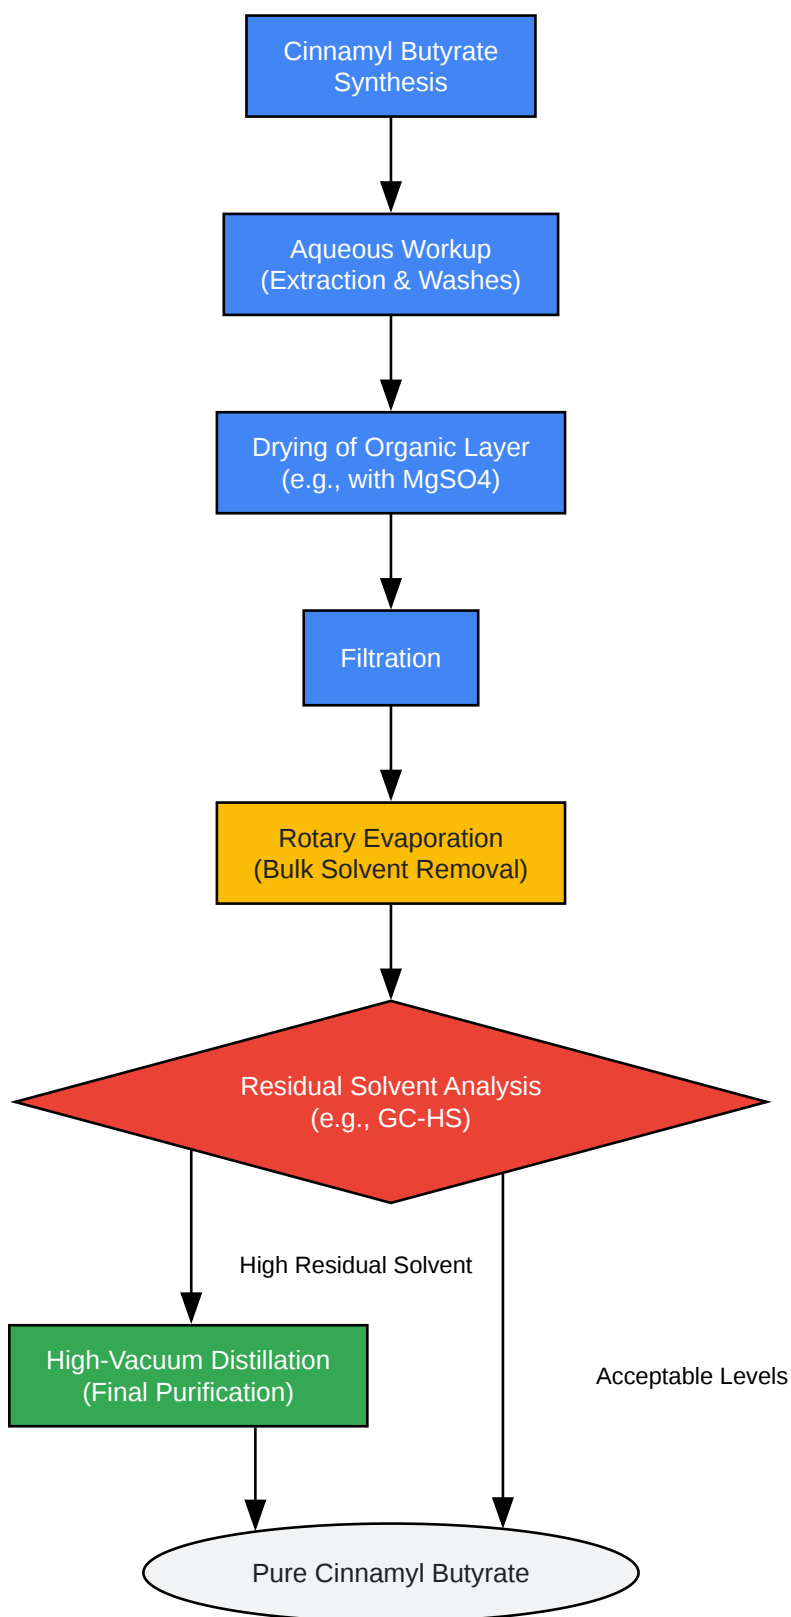 Cinnamyl Butyrate
Synthesis
Aqueous Workup
(Extraction & Washes)
Drying of Organic Layer
(e.g., with MgSO4)
Filtration
Rotary Evaporation
(Bulk Solvent Removal)
Residual Solvent Analysis
(e.g., GC-HS)
High Residual Solvent
High-Vacuum Distillation
(Final Purification)
Acceptable Levels
Pure Cinnamyl Butyrate